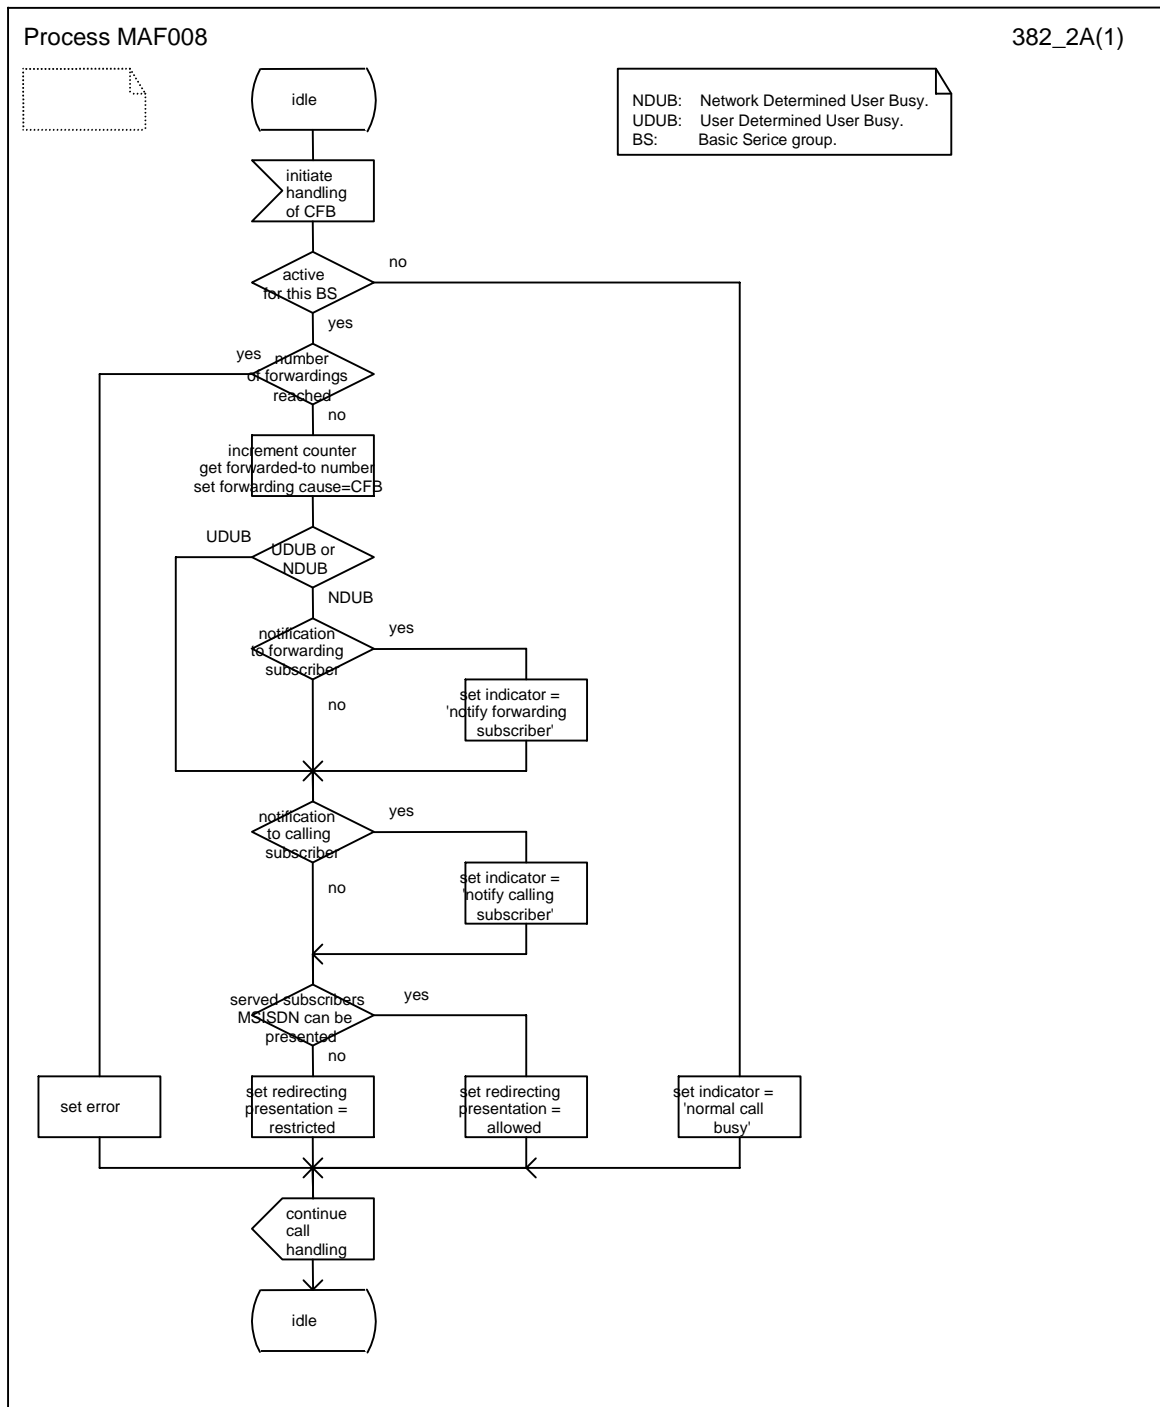 Process MAF008
382_2A(1)
idle
NDUB: Network Determined User Busy.
UDUB: User Determined User Busy.
BS: Basic Serice group.
initiate
handling
of CFB
no
active
for this BS
yes
yes
number
of forwardings
reached
no
increment counter
get forwarded-to number
set forwarding cause=CFB
UDUB
UDUB or
NDUB
NDUB
notification
to forwarding
subscriber
yes
no
set indicator =
'notify forwarding
subscriber'
notification
to calling
subscriber
yes
no
set indicator =
'notify calling
subscriber'
served subscribers
MSISDN can be
presented
yes
no
set error
set redirecting
presentation =
restricted
set redirecting
presentation =
allowed
set indicator =
'normal call
busy'
continue
call
handling
idle